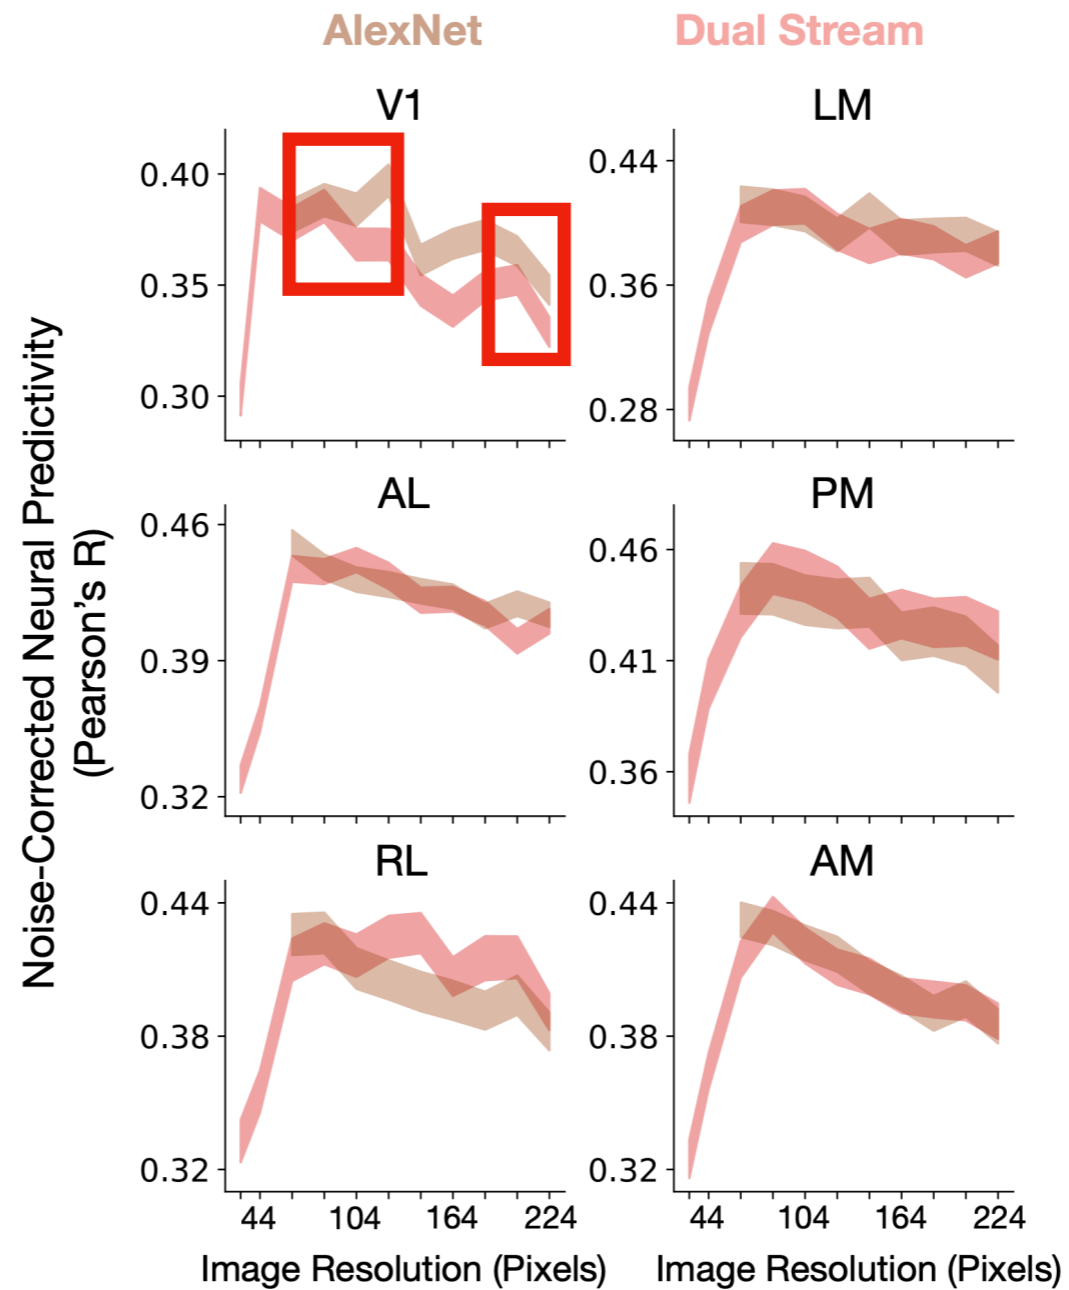 AlexNet Dual Stream
V1 LM
0.40
0.35
0.30
0.44
0.36
0.28
AL PM
0.46
0.39
0.32
0.46
0.41
0.36
RL AM
0.44
0.38
0.32
0.44
0.38
0.32
44 104 164 224
44 104 164 224
Image Resolution (Pixels) Image Resolution (Pixels)
Noise-Corrected Neural Predictivity
(Pearson’s R)